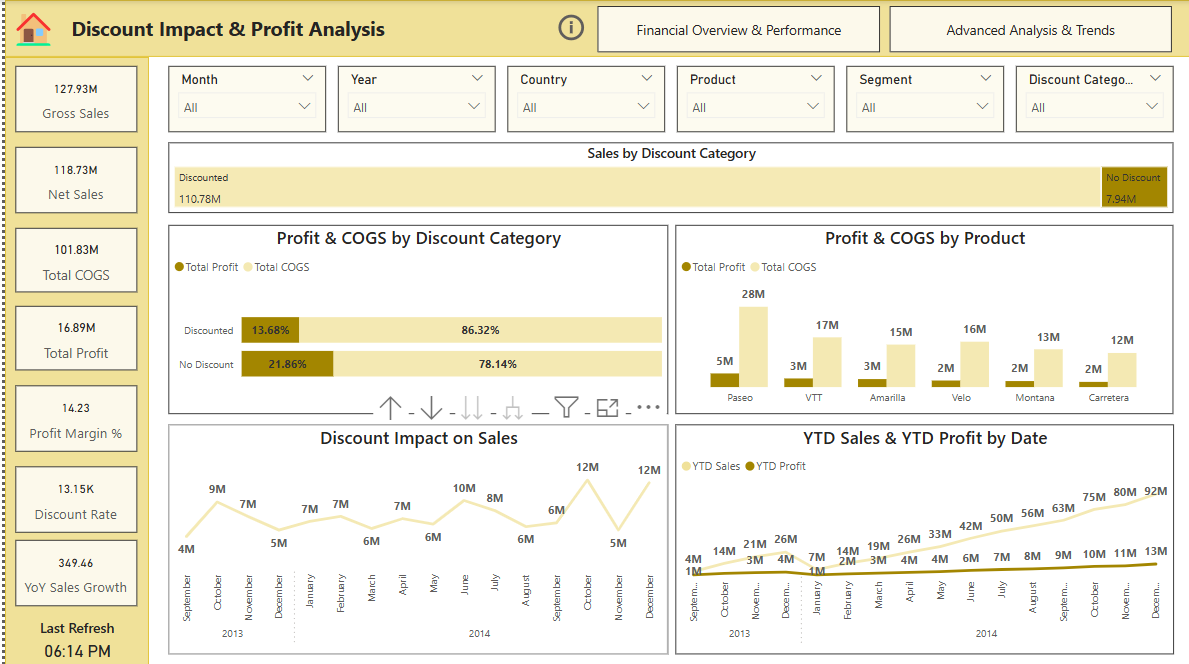 Discount Impact & Profit Analysis
Financial Overview & Performance
Advanced Analysis & Trends
127.93M
Gross Sales
118.73M
Net Sales
101.83M
Total COGS
16.89M
Total Profit
14.23
Profit Margin %
13.15K
Discount Rate
349.46
YoY Sales Growth
Last Refresh
06:14 PM
Month
All
Year
All
Country
All
Product
All
Segment
All
Discount Catego...
All
Sales by Discount Category
Discounted
110.78M
No Discount
7.94M
Profit & COGS by Discount Category
Total Profit Total COGS
Discounted 13.68% 86.32%
No Discount 21.86% 78.14%
Profit & COGS by Product
Total Profit Total COGS
5M 28M 3M 17M 3M 15M 2M 16M 2M 13M 2M 12M
Paseo VTT Amarilla Velo Montana Carretera
Discount Impact on Sales
4M 9M 7M 5M 7M 7M 6M 7M 6M 10M 8M 6M 6M 12M 5M 12M
September October November December January February March April May June July August September October November December
2013 2014
YTD Sales & YTD Profit by Date
YTD Sales YTD Profit
4M 14M 21M 26M 7M 14M 19M 26M 33M 42M 50M 56M 63M 75M 80M 92M
1M 3M 4M 1M 2M 3M 4M 4M 6M 7M 8M 9M 10M 11M 13M
Septem... October Novem... Decem... January February March April May June July August Septem... October Novem... Decem...
2013 2014